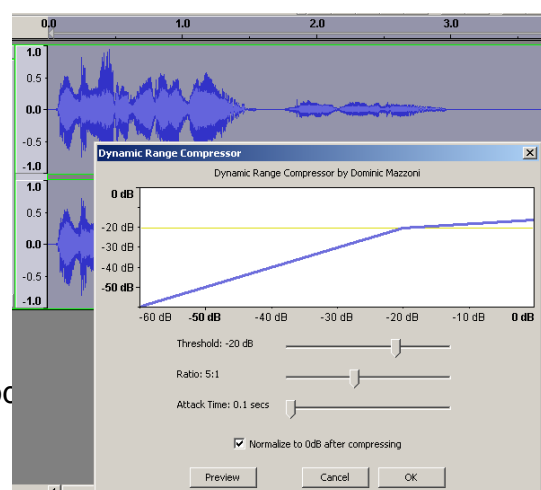 0.0 1.0 2.0 3.0
1.0
0.5
0.0
-0.5
-1.0
Dynamic Range Compressor
Dynamic Range Compressor by Dominic Mazzoni
0 dB
-20 dB
-30 dB
-40 dB
-50 dB
-60 dB -50 dB -40 dB -30 dB -20 dB -10 dB 0 dB
1.0
0.5
0.0
-0.5
-1.0
Threshold: -20 dB
Ratio: 5:1
Attack Time: 0.1 secs
Normalize to 0dB after compressing
Preview Cancel OK